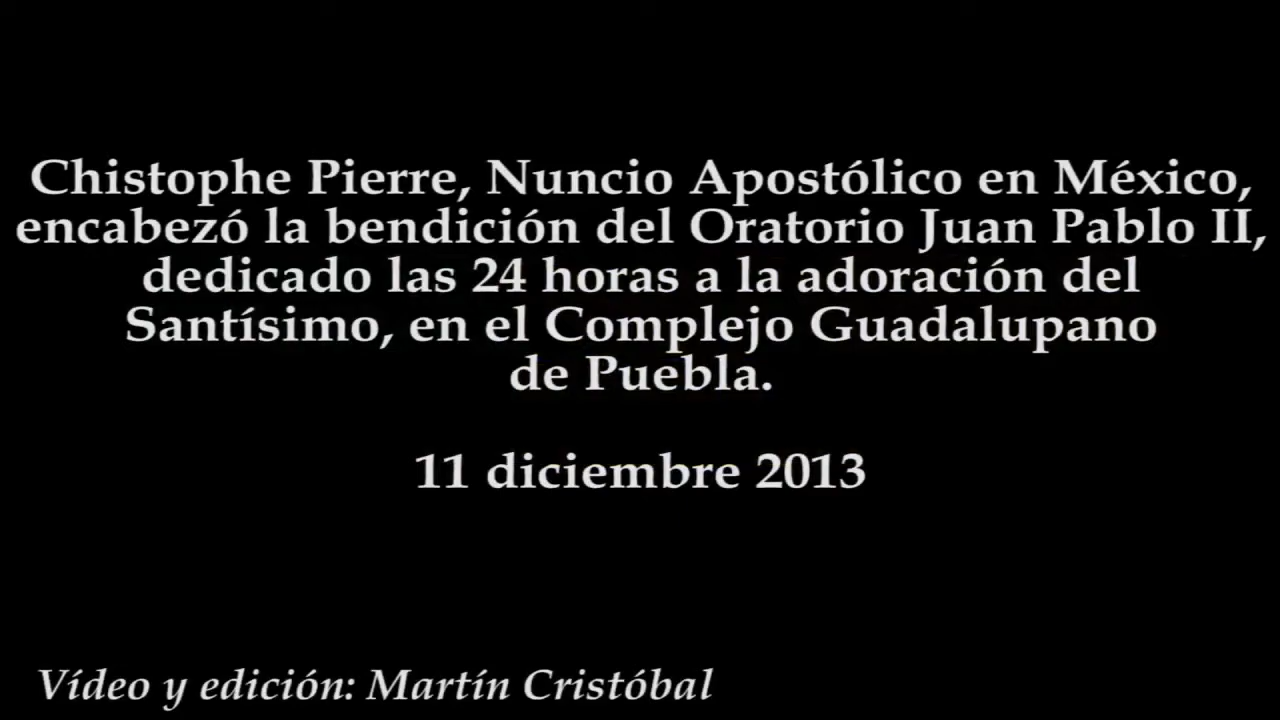 Chistophe Pierre, Nuncio Apostólico en México,
encabezó la bendición del Oratorio Juan Pablo II,
dedicado las 24 horas a la adoración del
Santísimo, en el Complejo Guadalupano
de Puebla.
11 diciembre 2013
Vídeo y edición: Martín Cristóbal